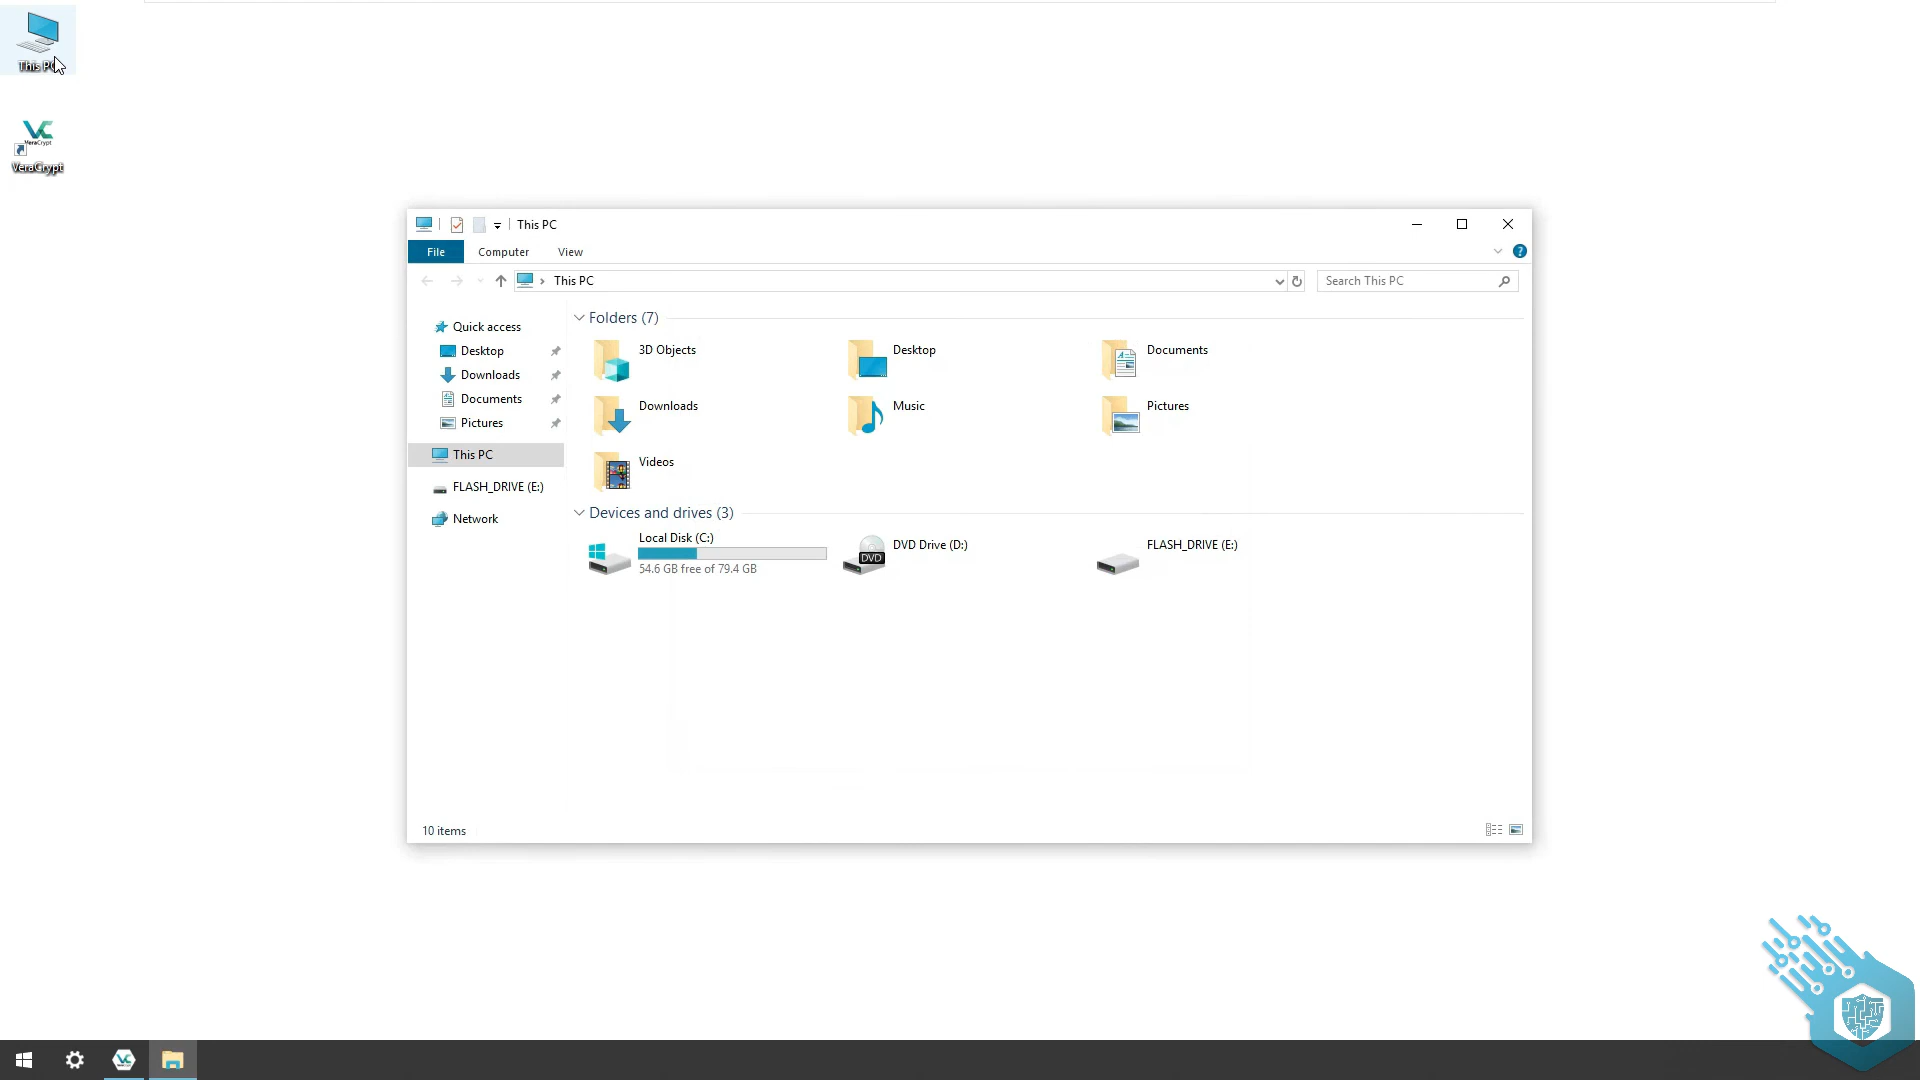 This PC
VeraCrypt
VeraCrypt
This PC
File
Computer
View
?
This PC
Search This PC
Quick access
Desktop
Downloads
Documents
Pictures
This PC
FLASH_DRIVE (E:)
Network
Folders (7)
3D Objects
Desktop
Documents
Downloads
Music
Pictures
Videos
Devices and drives (3)
Local Disk (C:)
54.6 GB free of 79.4 GB
DVD
DVD Drive (D:)
FLASH_DRIVE (E:)
10 items